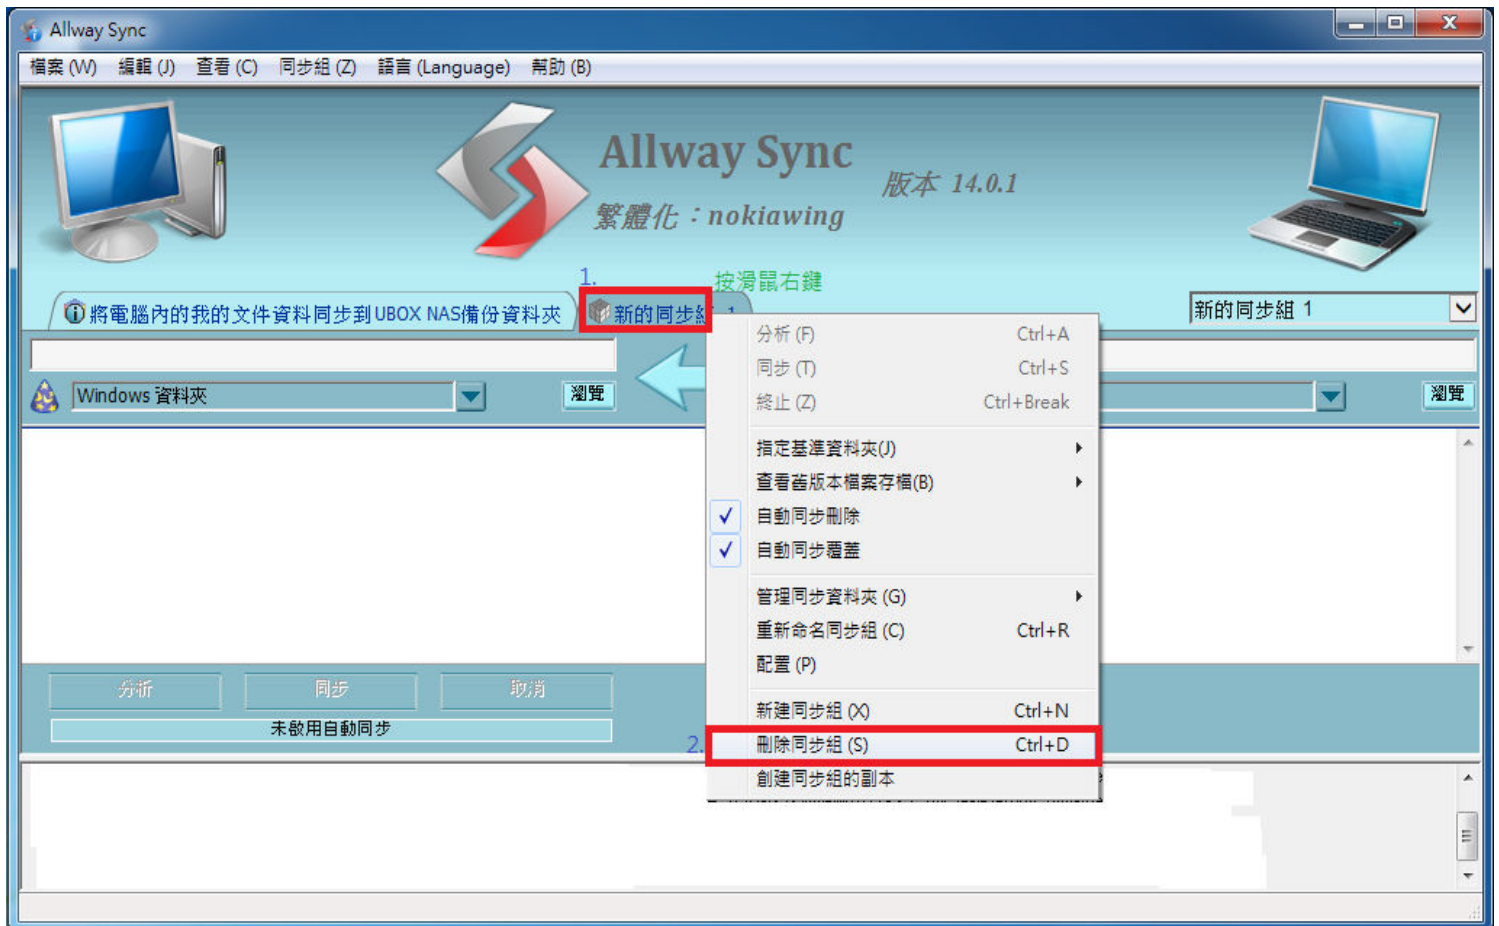 Allway Sync
檔案 (W) 編輯 (J) 查看 (C) 同步組 (Z) 語言 (Language) 幫助 (B)
Allway Sync
版本 14.0.1
繁體化：nokiawing
1.
按滑鼠右鍵
將電腦內的我的文件資料同步到UBOX NAS備份資料夾
新的同步組 1
新的同步組 1
Windows 資料夾
瀏覽
瀏覽
分析 (F) Ctrl+A
同步 (T) Ctrl+S
終止 (Z) Ctrl+Break
指定基準資料夾(J)
查看舊版本檔案存檔(B)
自動同步刪除
自動同步覆蓋
管理同步資料夾 (G)
重新命名同步組 (C) Ctrl+R
配置 (P)
新建同步組 (X) Ctrl+N
2.
刪除同步組 (S) Ctrl+D
創建同步組的副本
分析
同步
取消
未啟用自動同步